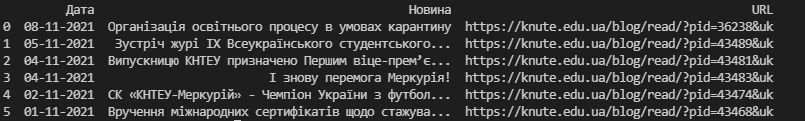 Дата Новина URL
0 08-11-2021 Організація освітнього процесу в умовах карантину https://knute.edu.ua/blog/read/?pid=36238&uk
1 05-11-2021 Зустріч журі IX Всеукраїнського студентського... https://knute.edu.ua/blog/read/?pid=43489&uk
2 04-11-2021 Випускницю КНТЕУ призначено Першим віце-прем’є... https://knute.edu.ua/blog/read/?pid=43481&uk
3 04-11-2021 І знову перемога Меркурія! https://knute.edu.ua/blog/read/?pid=43483&uk
4 02-11-2021 СК «КНТЕУ-Меркурій» - Чемпіон України з футбол... https://knute.edu.ua/blog/read/?pid=43474&uk
5 01-11-2021 Вручення міжнародних сертифікатів щодо стажува... https://knute.edu.ua/blog/read/?pid=43468&uk